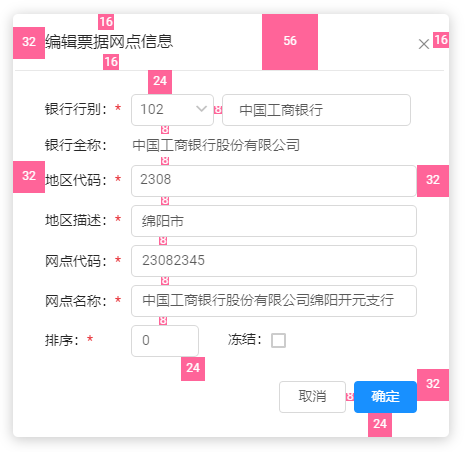 16
32 编辑票据网点信息 56 16
16
24
银行行别：* 102 8 中国工商银行
8
银行全称： 中国工商银行股份有限公司
8
32 地区代码：* 2308 32
8
地区描述：* 绵阳市
8
网点代码：* 23082345
8
网点名称：* 中国工商银行股份有限公司绵阳开元支行
8
排序：* 0 冻结：
24
取消 8 确定 32
24